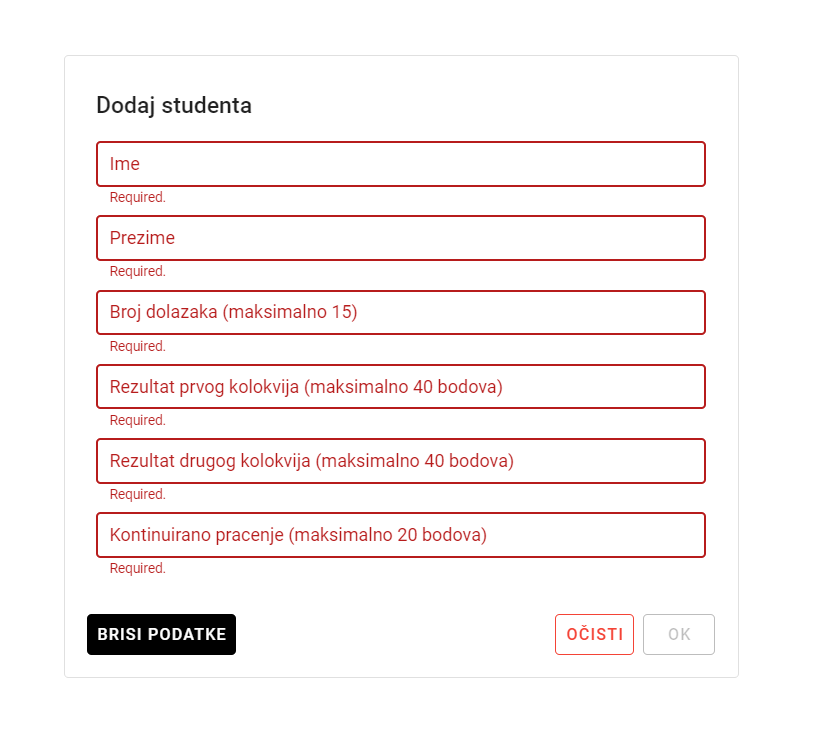 Dodaj studenta
Ime
Required.
Prezime
Required.
Broj dolazaka (maksimalno 15)
Required.
Rezultat prvog kolokvija (maksimalno 40 bodova)
Required.
Rezultat drugog kolokvija (maksimalno 40 bodova)
Required.
Kontinuirano pracenje (maksimalno 20 bodova)
Required.
BRISI PODATKE OČISTI OK